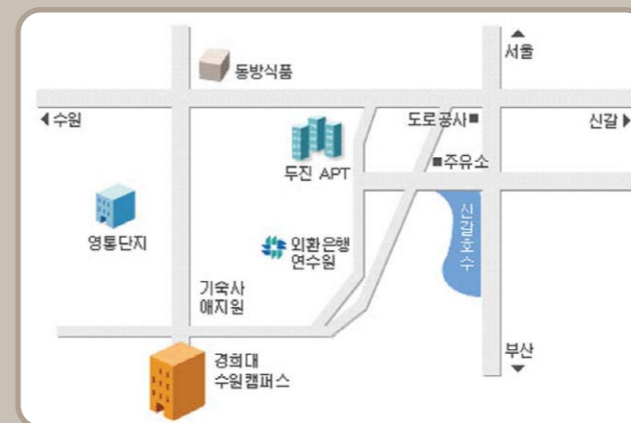 서울
동방식품
◀수원
도로공사■
신갈▶
■주유소
두진 APT
신갈호수
영통단지
외환은행
연수원
기숙사
애지원
부산
경희대
수원캠퍼스